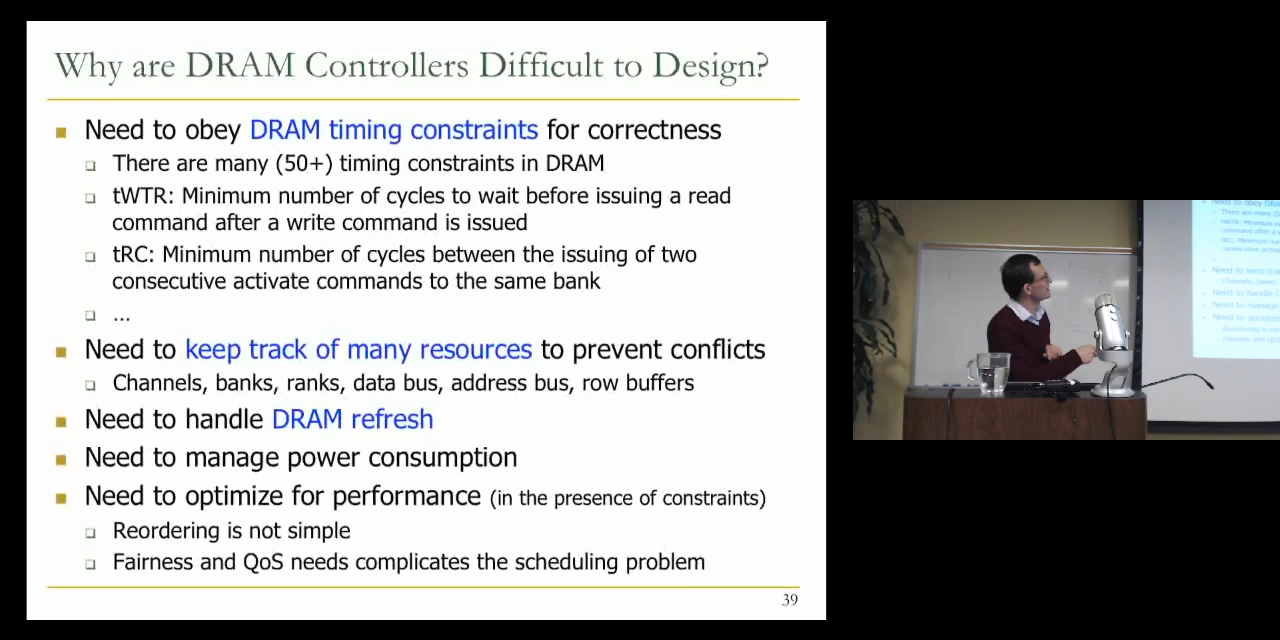 Why are DRAM Controllers Difficult to Design?
Need to obey DRAM timing constraints for correctness
There are many (50+) timing constraints in DRAM
tWTR: Minimum number of cycles to wait before issuing a read
command after a write command is issued
tRC: Minimum number of cycles between the issuing of two
consecutive activate commands to the same bank
...
Need to keep track of many resources to prevent conflicts
Channels, banks, ranks, data bus, address bus, row buffers
Need to handle DRAM refresh
Need to manage power consumption
Need to optimize for performance (in the presence of constraints)
Reordering is not simple
Fairness and QoS needs complicates the scheduling problem
39